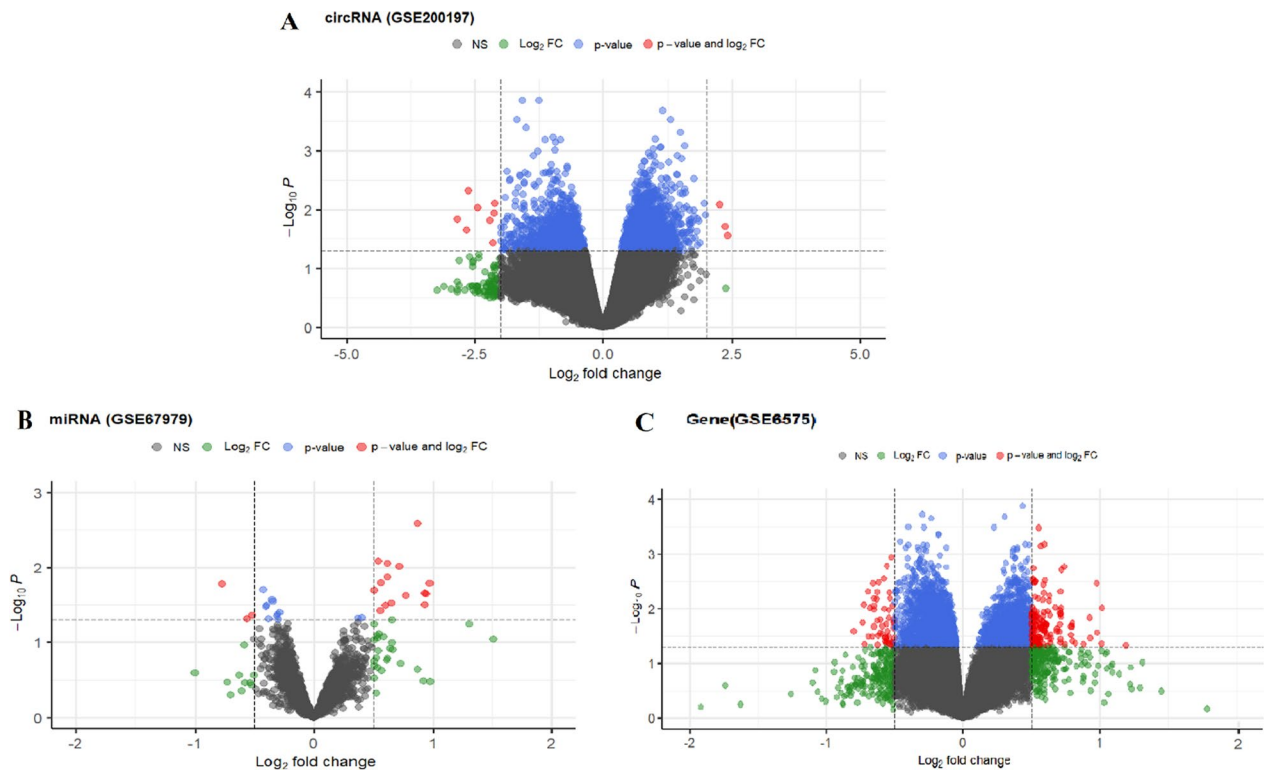 A circRNA (GSE200197)
NS Log₂ FC p-value p – value and log₂ FC
4
3
2
1
0
– Log₁₀ P
-5.0 -2.5 0.0 2.5 5.0
Log₂ fold change
B miRNA (GSE67979)
NS Log₂ FC p-value p – value and log₂ FC
3
2
1
0
– Log₁₀ P
-2 -1 0 1 2
Log₂ fold change
C Gene(GSE6575)
NS Log₂ FC p-value p – value and log₂ FC
4
3
2
1
0
– Log₁₀ P
-2 -1 0 1 2
Log₂ fold change